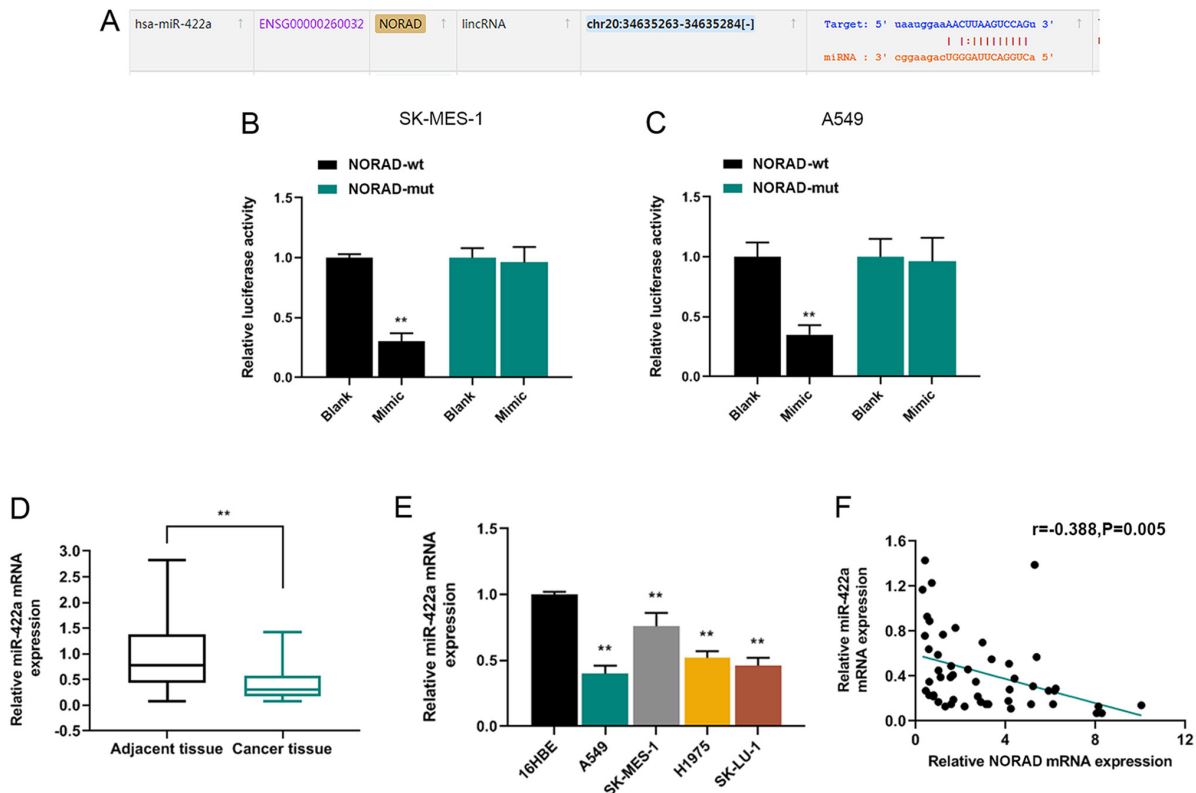 A
hsa-miR-422a ↑ ENSG00000260032 NORAD ↑ lincRNA ↑ chr20:34635263-34635284[-] ↑ Target: 5' uauggaaAACUUAAGUCCAGu 3' ↑
miRNA : 3' cggaagacUGGGAUUCAGGUCa 5'
B
SK-MES-1
NORAD-wt
NORAD-mut
Relative luciferase activity
1.5
1.0
0.5
0.0
**
Blank Mimic Blank Mimic
C
A549
NORAD-wt
NORAD-mut
Relative luciferase activity
1.5
1.0
0.5
0.0
**
Blank Mimic Blank Mimic
D
**
Relative miR-422a mRNA
expression
3.0
2.5
2.0
1.5
1.0
0.5
0.0
-0.5
Adjacent tissue Cancer tissue
E
Relative miR-422a mRNA
expression
1.5
1.0
0.5
0.0
** ** ** **
16HBE A549 SK-MES-1 H1975 SK-LU-1
F
r=-0.388,P=0.005
Relative miR-422a
mRNA expression
1.6
1.2
0.8
0.4
0.0
0 4 8 12
Relative NORAD mRNA expression